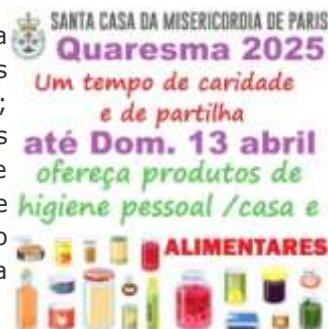 SANTA CASA DA MISERICORDIA DE PARIS
Quaresma 2025
Um tempo de caridade
e de partilha
até Dom. 13 abril
ofereça produtos de
higiene pessoal /casa e
ALIMENTARES
a
s
;
s
e
e
o
a